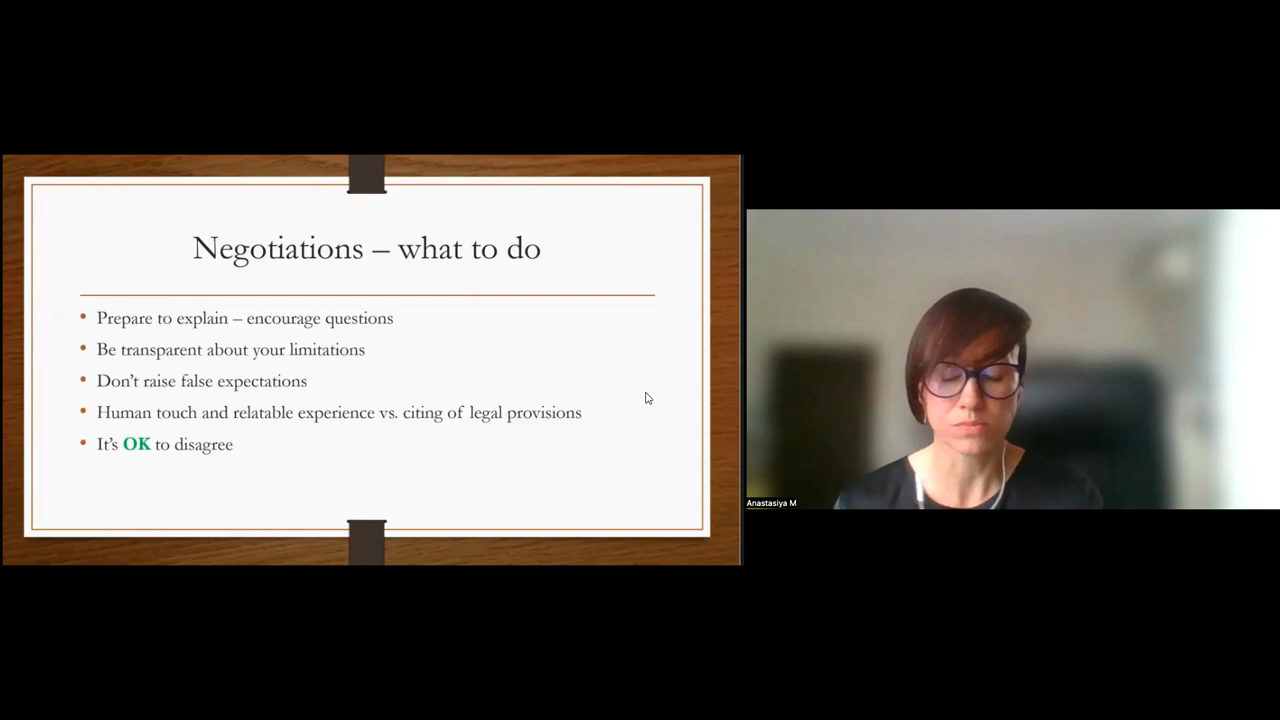 Negotiations – what to do
• Prepare to explain – encourage questions
• Be transparent about your limitations
• Don’t raise false expectations
• Human touch and relatable experience vs. citing of legal provisions
• It’s OK to disagree
Anastasiya M